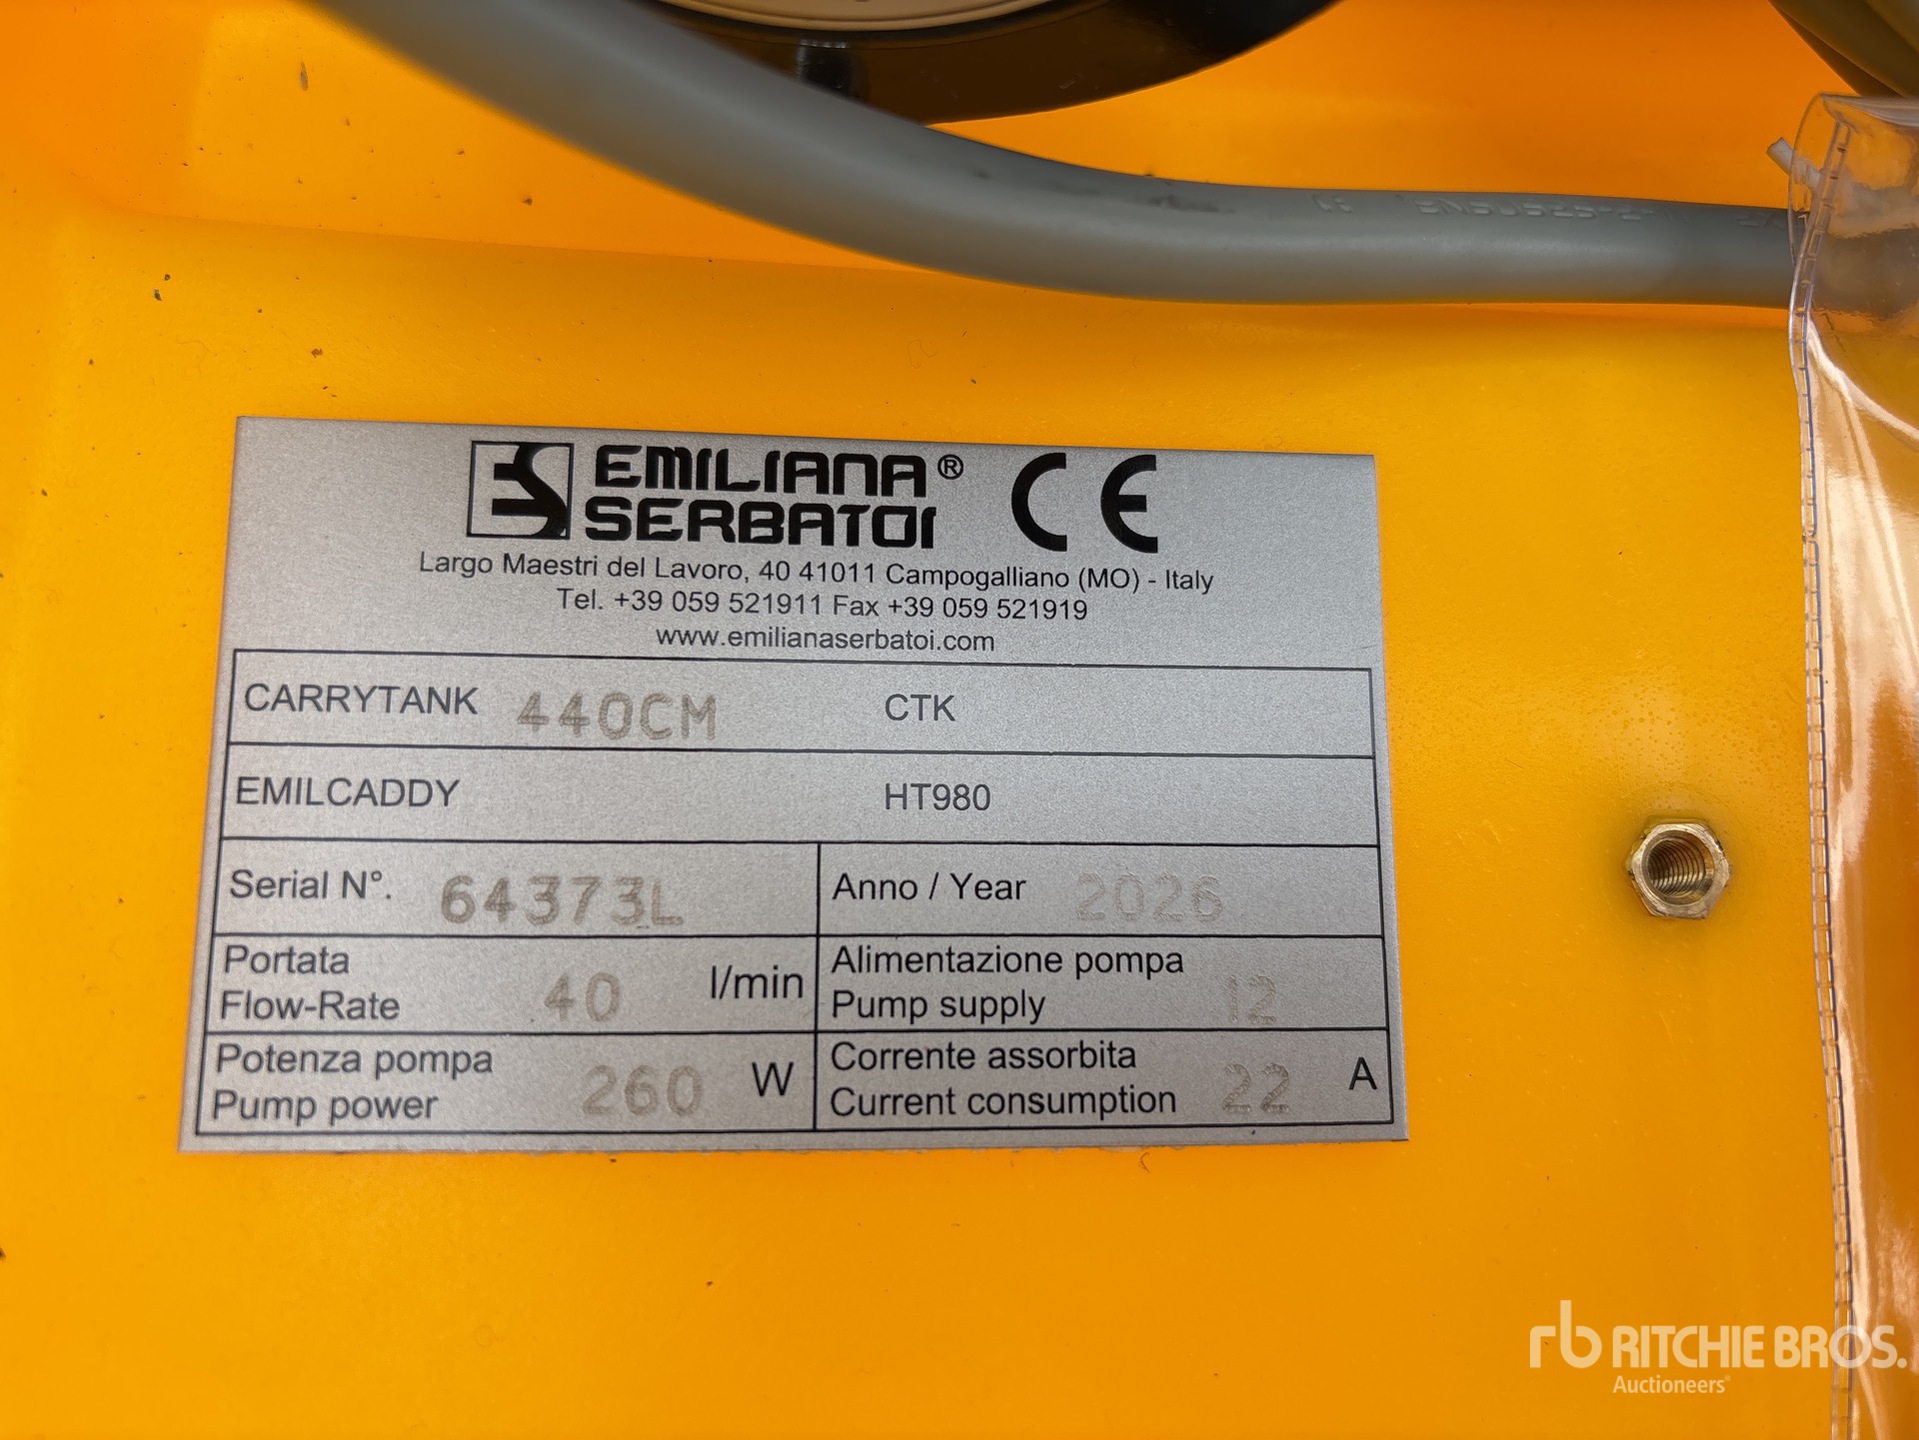 EMILIANA®
SERBATOI
CE
Largo Maestri del Lavoro, 40 41011 Campogalliano (MO) - Italy
Tel. +39 059 521911 Fax +39 059 521919
www.emilianaserbatoi.com
CARRYTANK 440CM CTK
EMILCADDY HT980
Serial N°. 64373L Anno / Year 2026
Portata
Flow-Rate 40 l/min
Alimentazione pompa
Pump supply 12
Potenza pompa
Pump power 260 W
Corrente assorbita
Current consumption 22 A
rb RITCHIE BROS.
Auctioneers